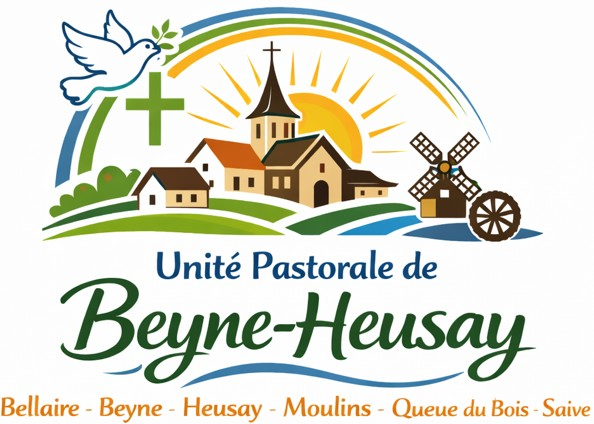 Unité Pastorale de
Beyne-Heusay
Bellaire - Beyne - Heusay - Moulins - Queue du Bois - Saive